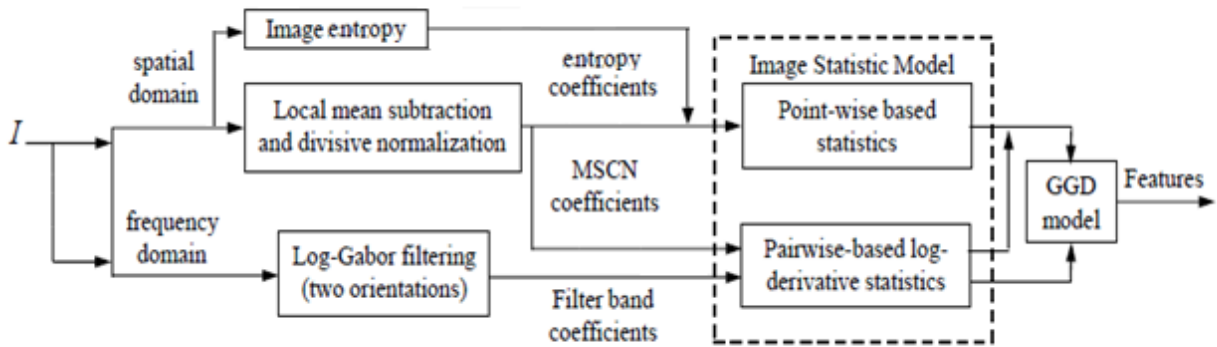 Image entropy
spatial
domain
entropy
coefficients
Image Statistic Model
Local mean subtraction
and divisive normalization
Point-wise based
statistics
I
MSCN
coefficients
GGD
model
Features
frequency
domain
Log-Gabor filtering
(two orientations)
Pairwise-based log-
derivative statistics
Filter band
coefficients